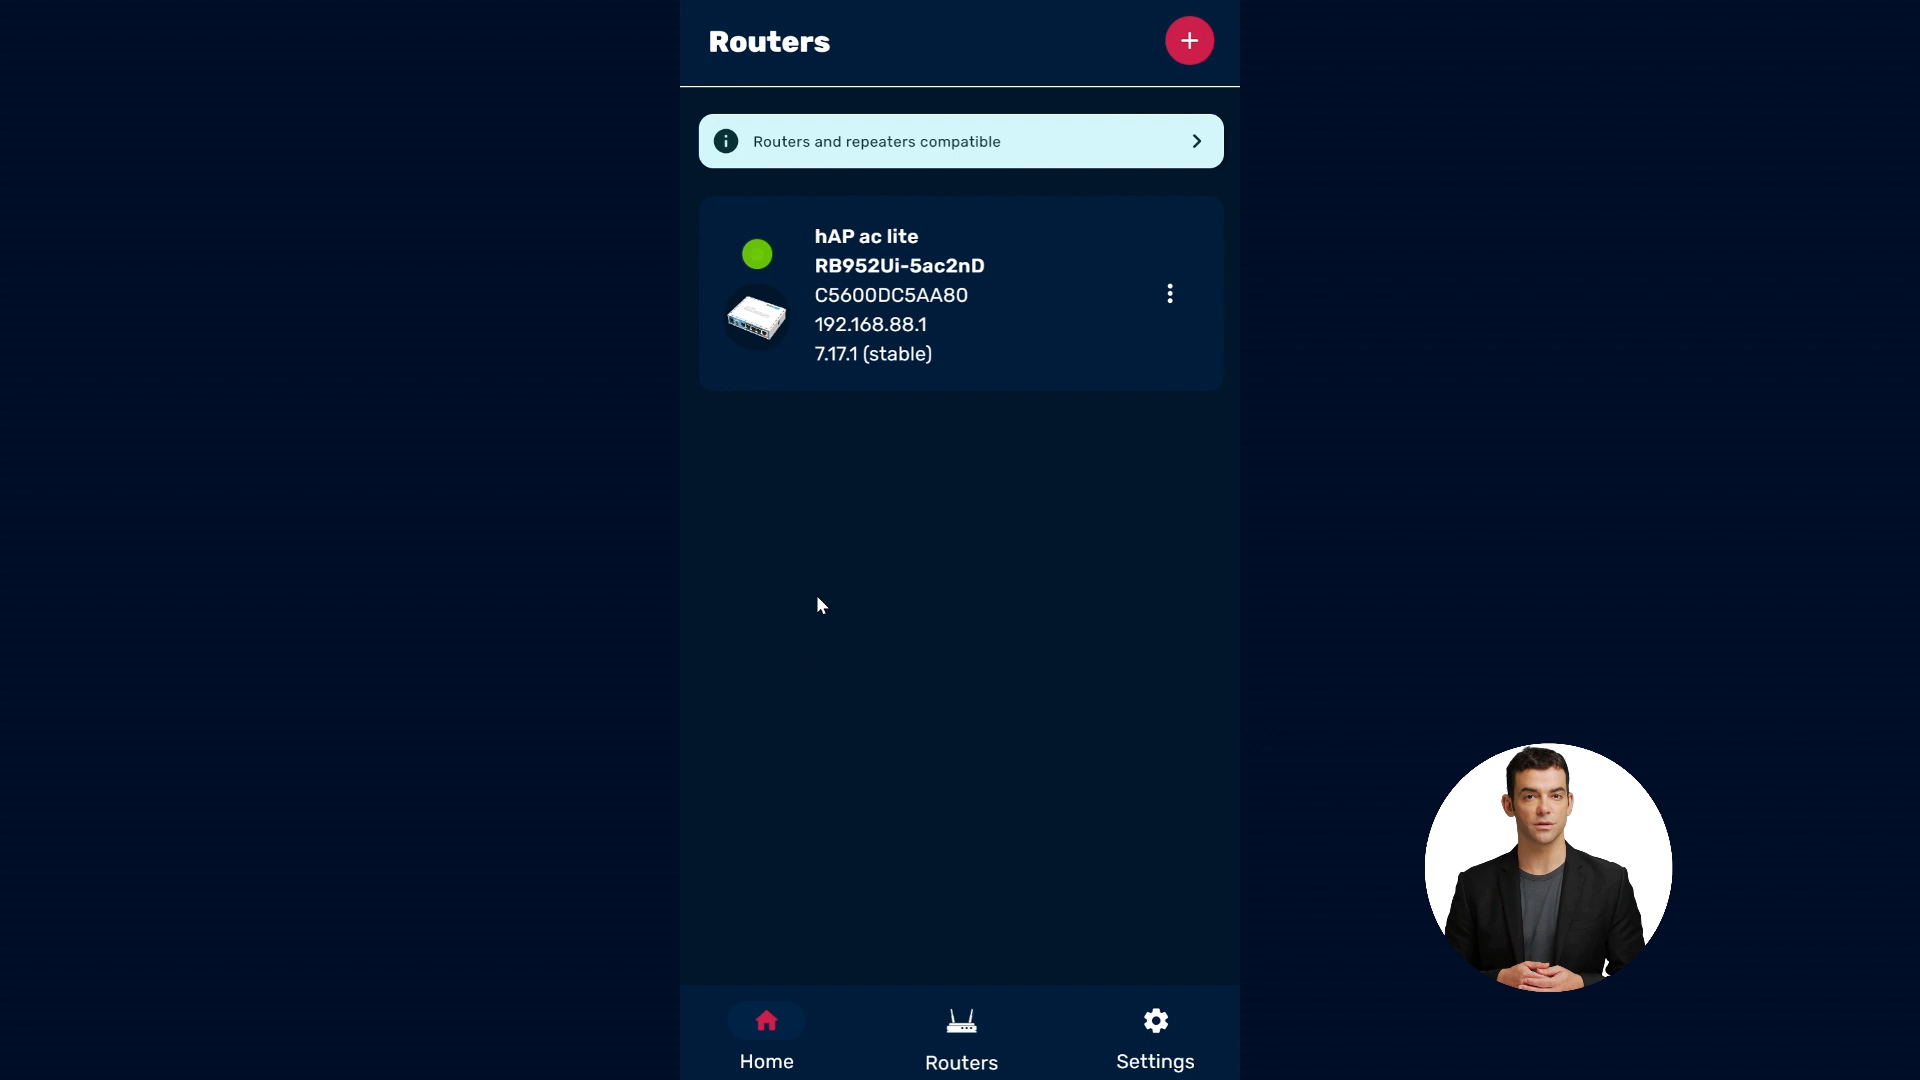 Routers
Routers and repeaters compatible
hAP ac lite
RB952Ui-5ac2nD
C5600DC5AA80
192.168.88.1
7.17.1 (stable)
Home
Routers
Settings